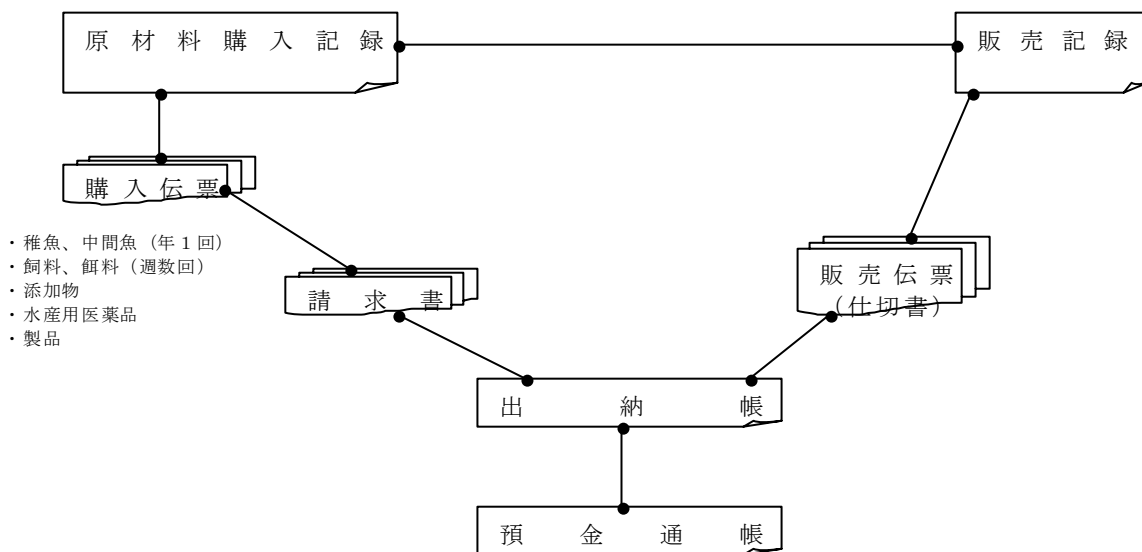 原材料購入記録
販売記録
購入伝票
・稚魚、中間魚（年1回）
・飼料、餌料（週数回）
・添加物
・水産用医薬品
・製品
請求書
販売伝票
（仕切書）
出納帳
預金通帳